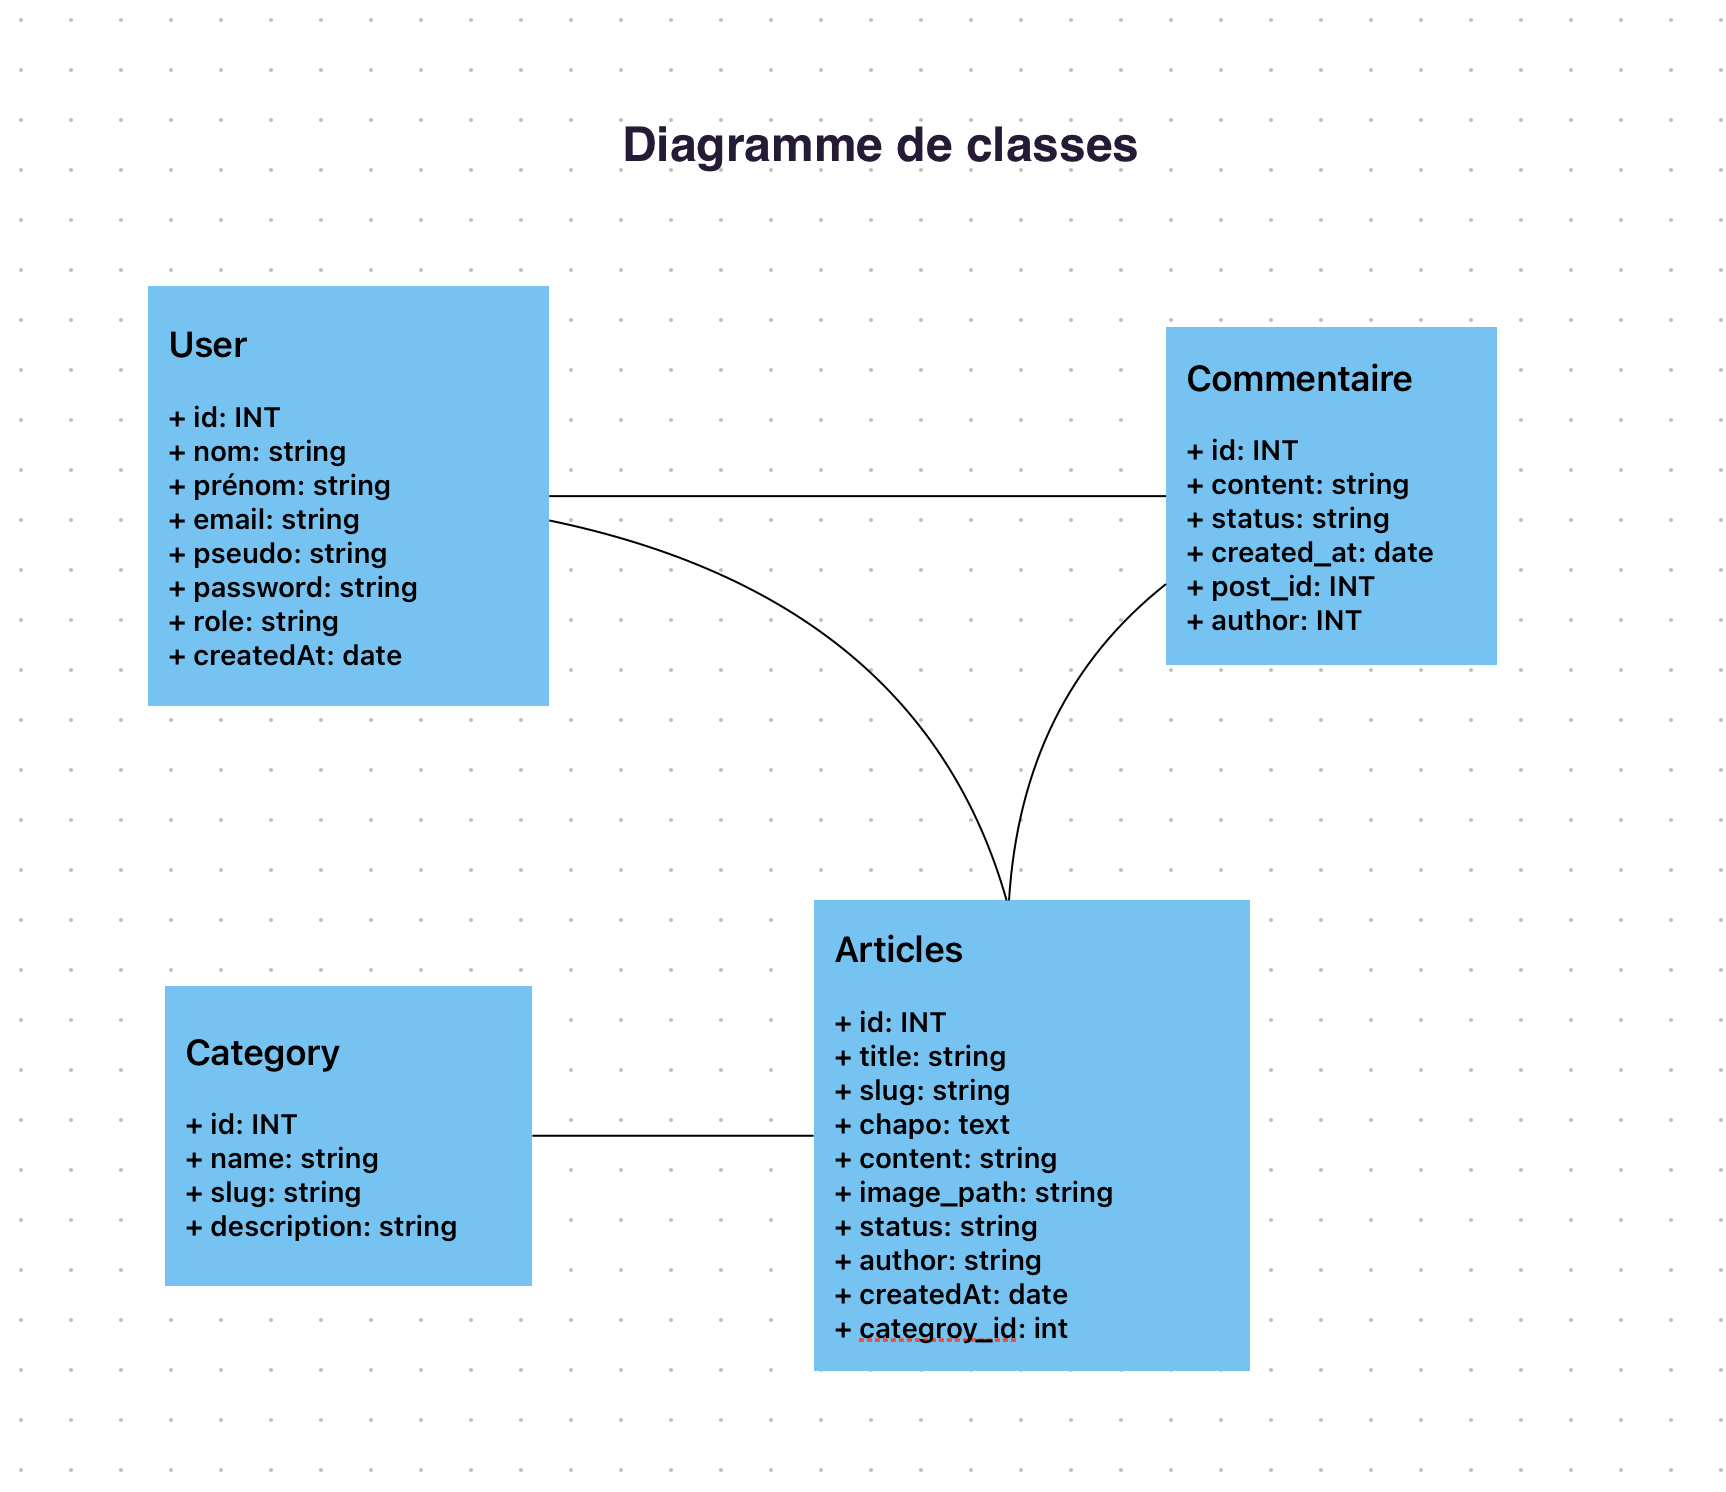 Diagramme de classes
User
+ id: INT
+ nom: string
+ prénom: string
+ email: string
+ pseudo: string
+ password: string
+ role: string
+ createdAt: date
Commentaire
+ id: INT
+ content: string
+ status: string
+ created_at: date
+ post_id: INT
+ author: INT
Category
+ id: INT
+ name: string
+ slug: string
+ description: string
Articles
+ id: INT
+ title: string
+ slug: string
+ chapo: text
+ content: string
+ image_path: string
+ status: string
+ author: string
+ createdAt: date
+ categroy_id: int